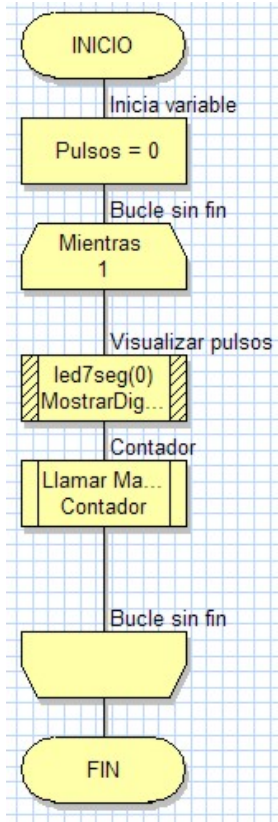 INICIO
Inicia variable
Pulsos = 0
Bucle sin fin
Mientras
1
Visualizar pulsos
led7seg(0)
MostrarDig...
Contador
Llamar Ma...
Contador
Bucle sin fin
FIN